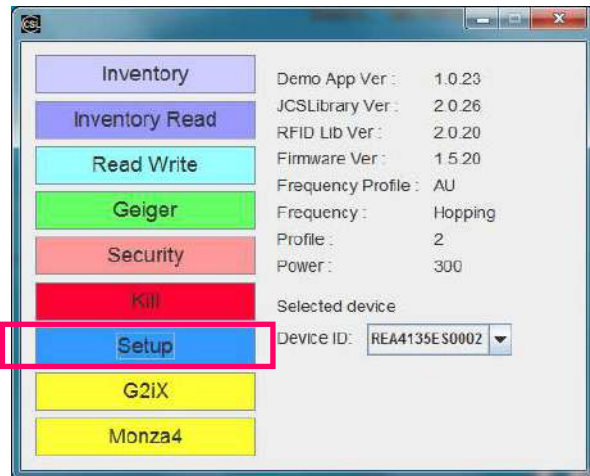 CSL
Inventory
Inventory Read
Read Write
Geiger
Security
Kill
Setup
G2iX
Monza4
Demo App Ver : 1.0.23
JCSLibrary Ver : 2.0.26
RFID Lib Ver : 2.0.20
Firmware Ver : 1.5.20
Frequency Profile : AU
Frequency : Hopping
Profile : 2
Power : 300
Selected device
Device ID: REA4135ES0002